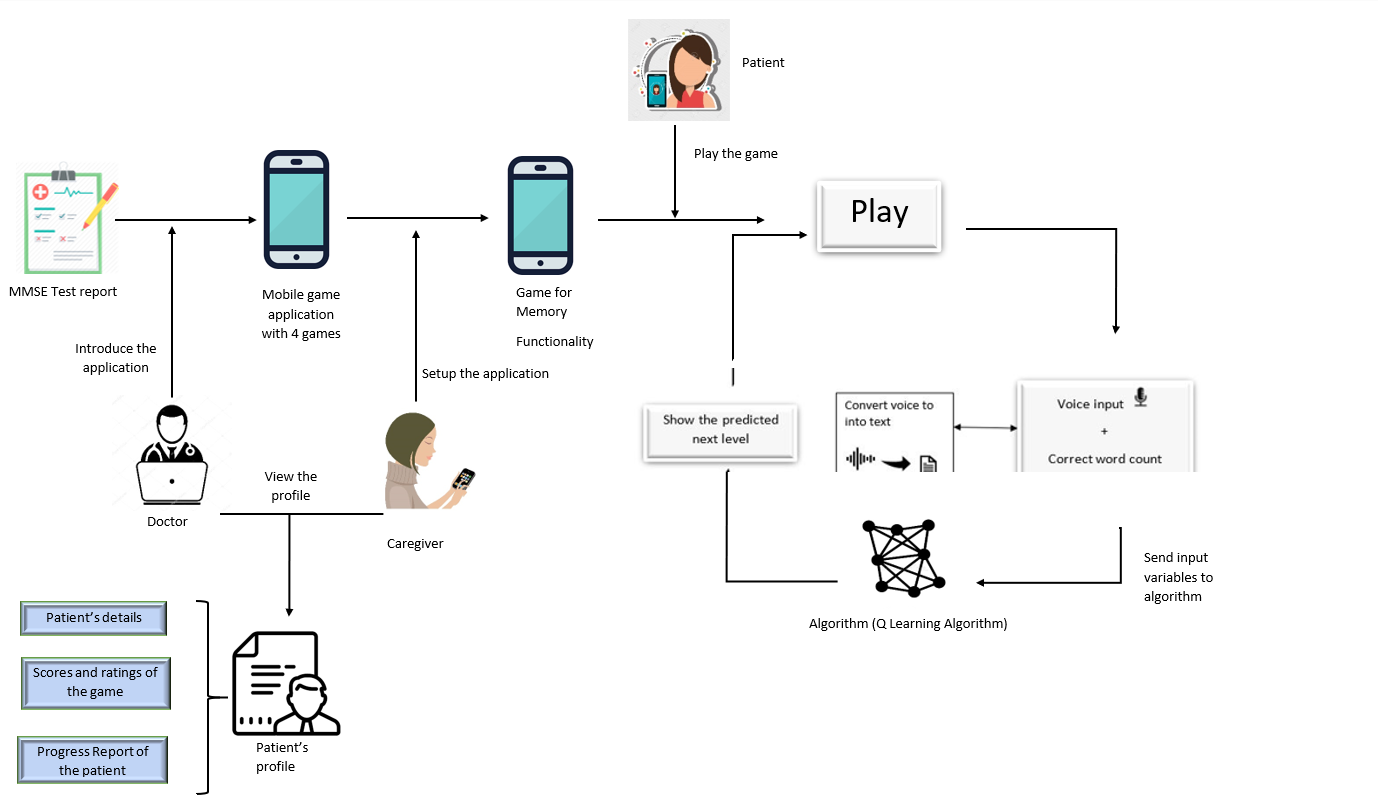 Patient
Play the game
Play
MMSE Test report
Mobile game
application
with 4 games
Game for
Memory
Functionality
Introduce the
application
Setup the application
Doctor
View the
profile
Caregiver
Show the predicted
next level
Convert voice to
into text
Voice input
+
Correct word count
Send input
variables to
algorithm
Algorithm (Q Learning Algorithm)
Patient's details
Scores and ratings of
the game
Progress Report of
the patient
Patient's
profile